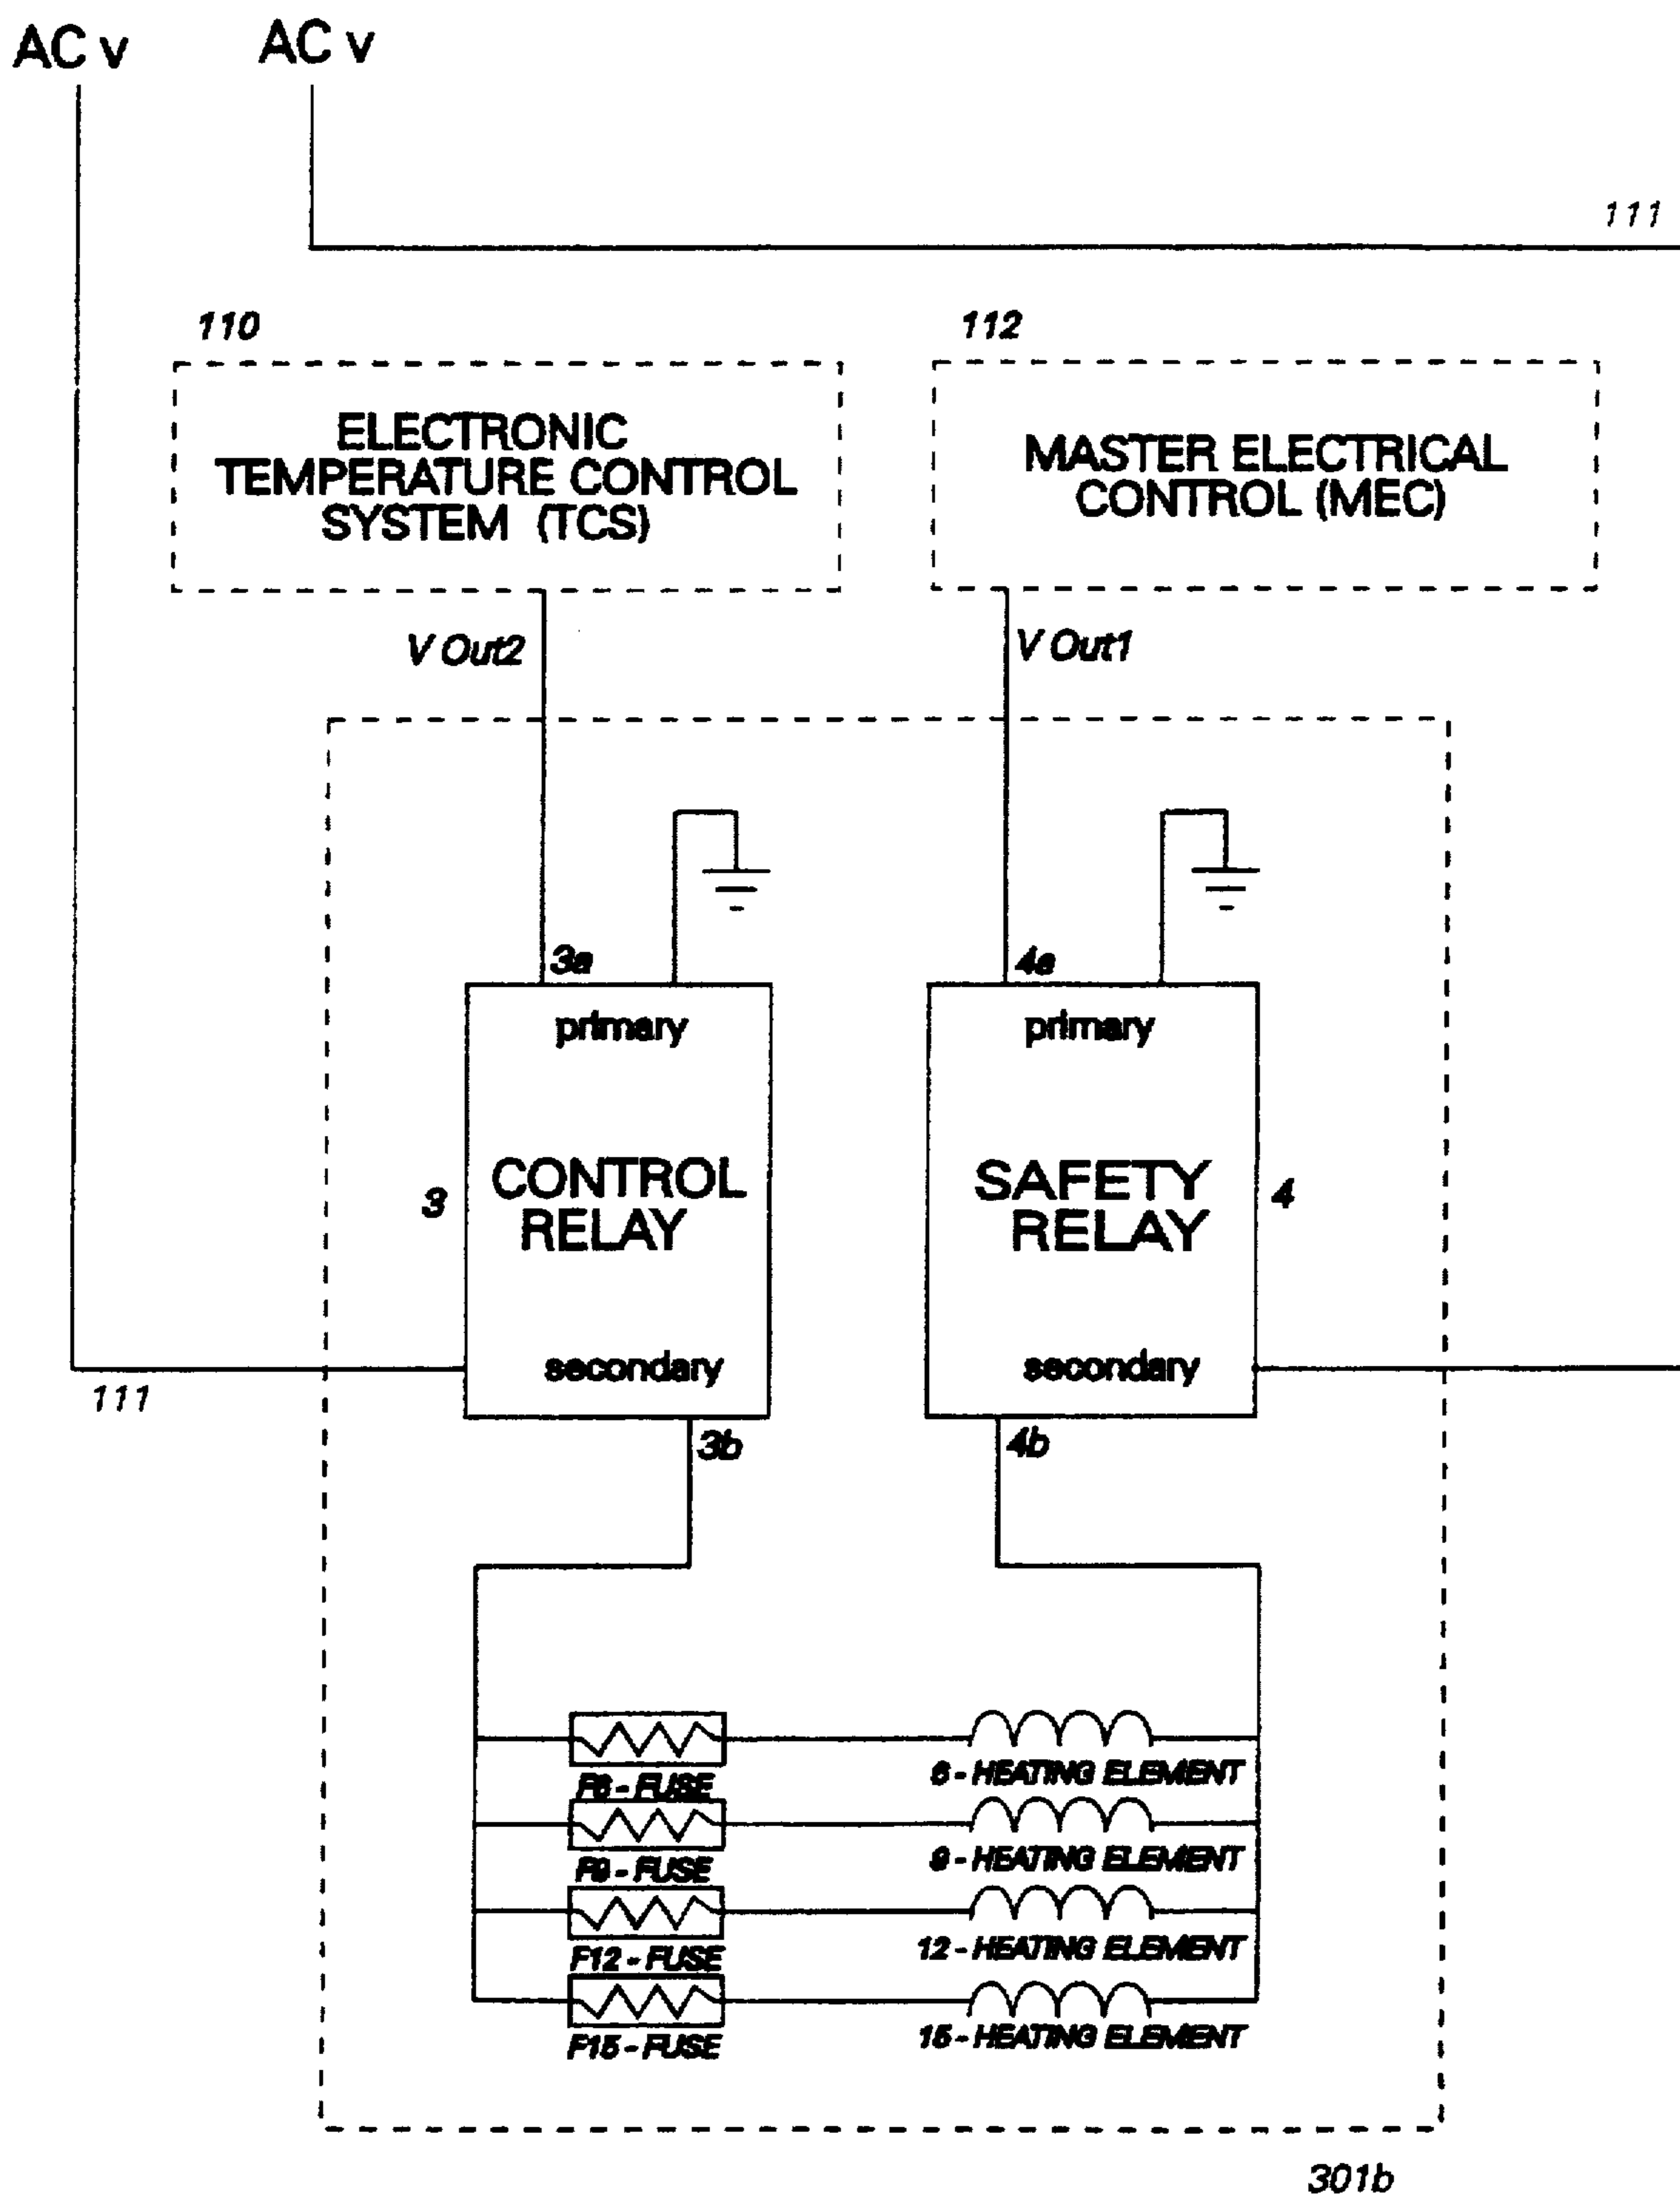 AC v
AC v
111
110
112
ELECTRONIC
TEMPERATURE CONTROL
SYSTEM (TCS)
MASTER ELECTRICAL
CONTROL (MEC)
V Out2
V Out1
3a
4a
primary
primary
3
CONTROL
RELAY
SAFETY
RELAY
4
secondary
secondary
111
3b
4b
F6 - FUSE
6 - HEATING ELEMENT
F9 - FUSE
9 - HEATING ELEMENT
F12 - FUSE
12 - HEATING ELEMENT
F15 - FUSE
15 - HEATING ELEMENT
301b